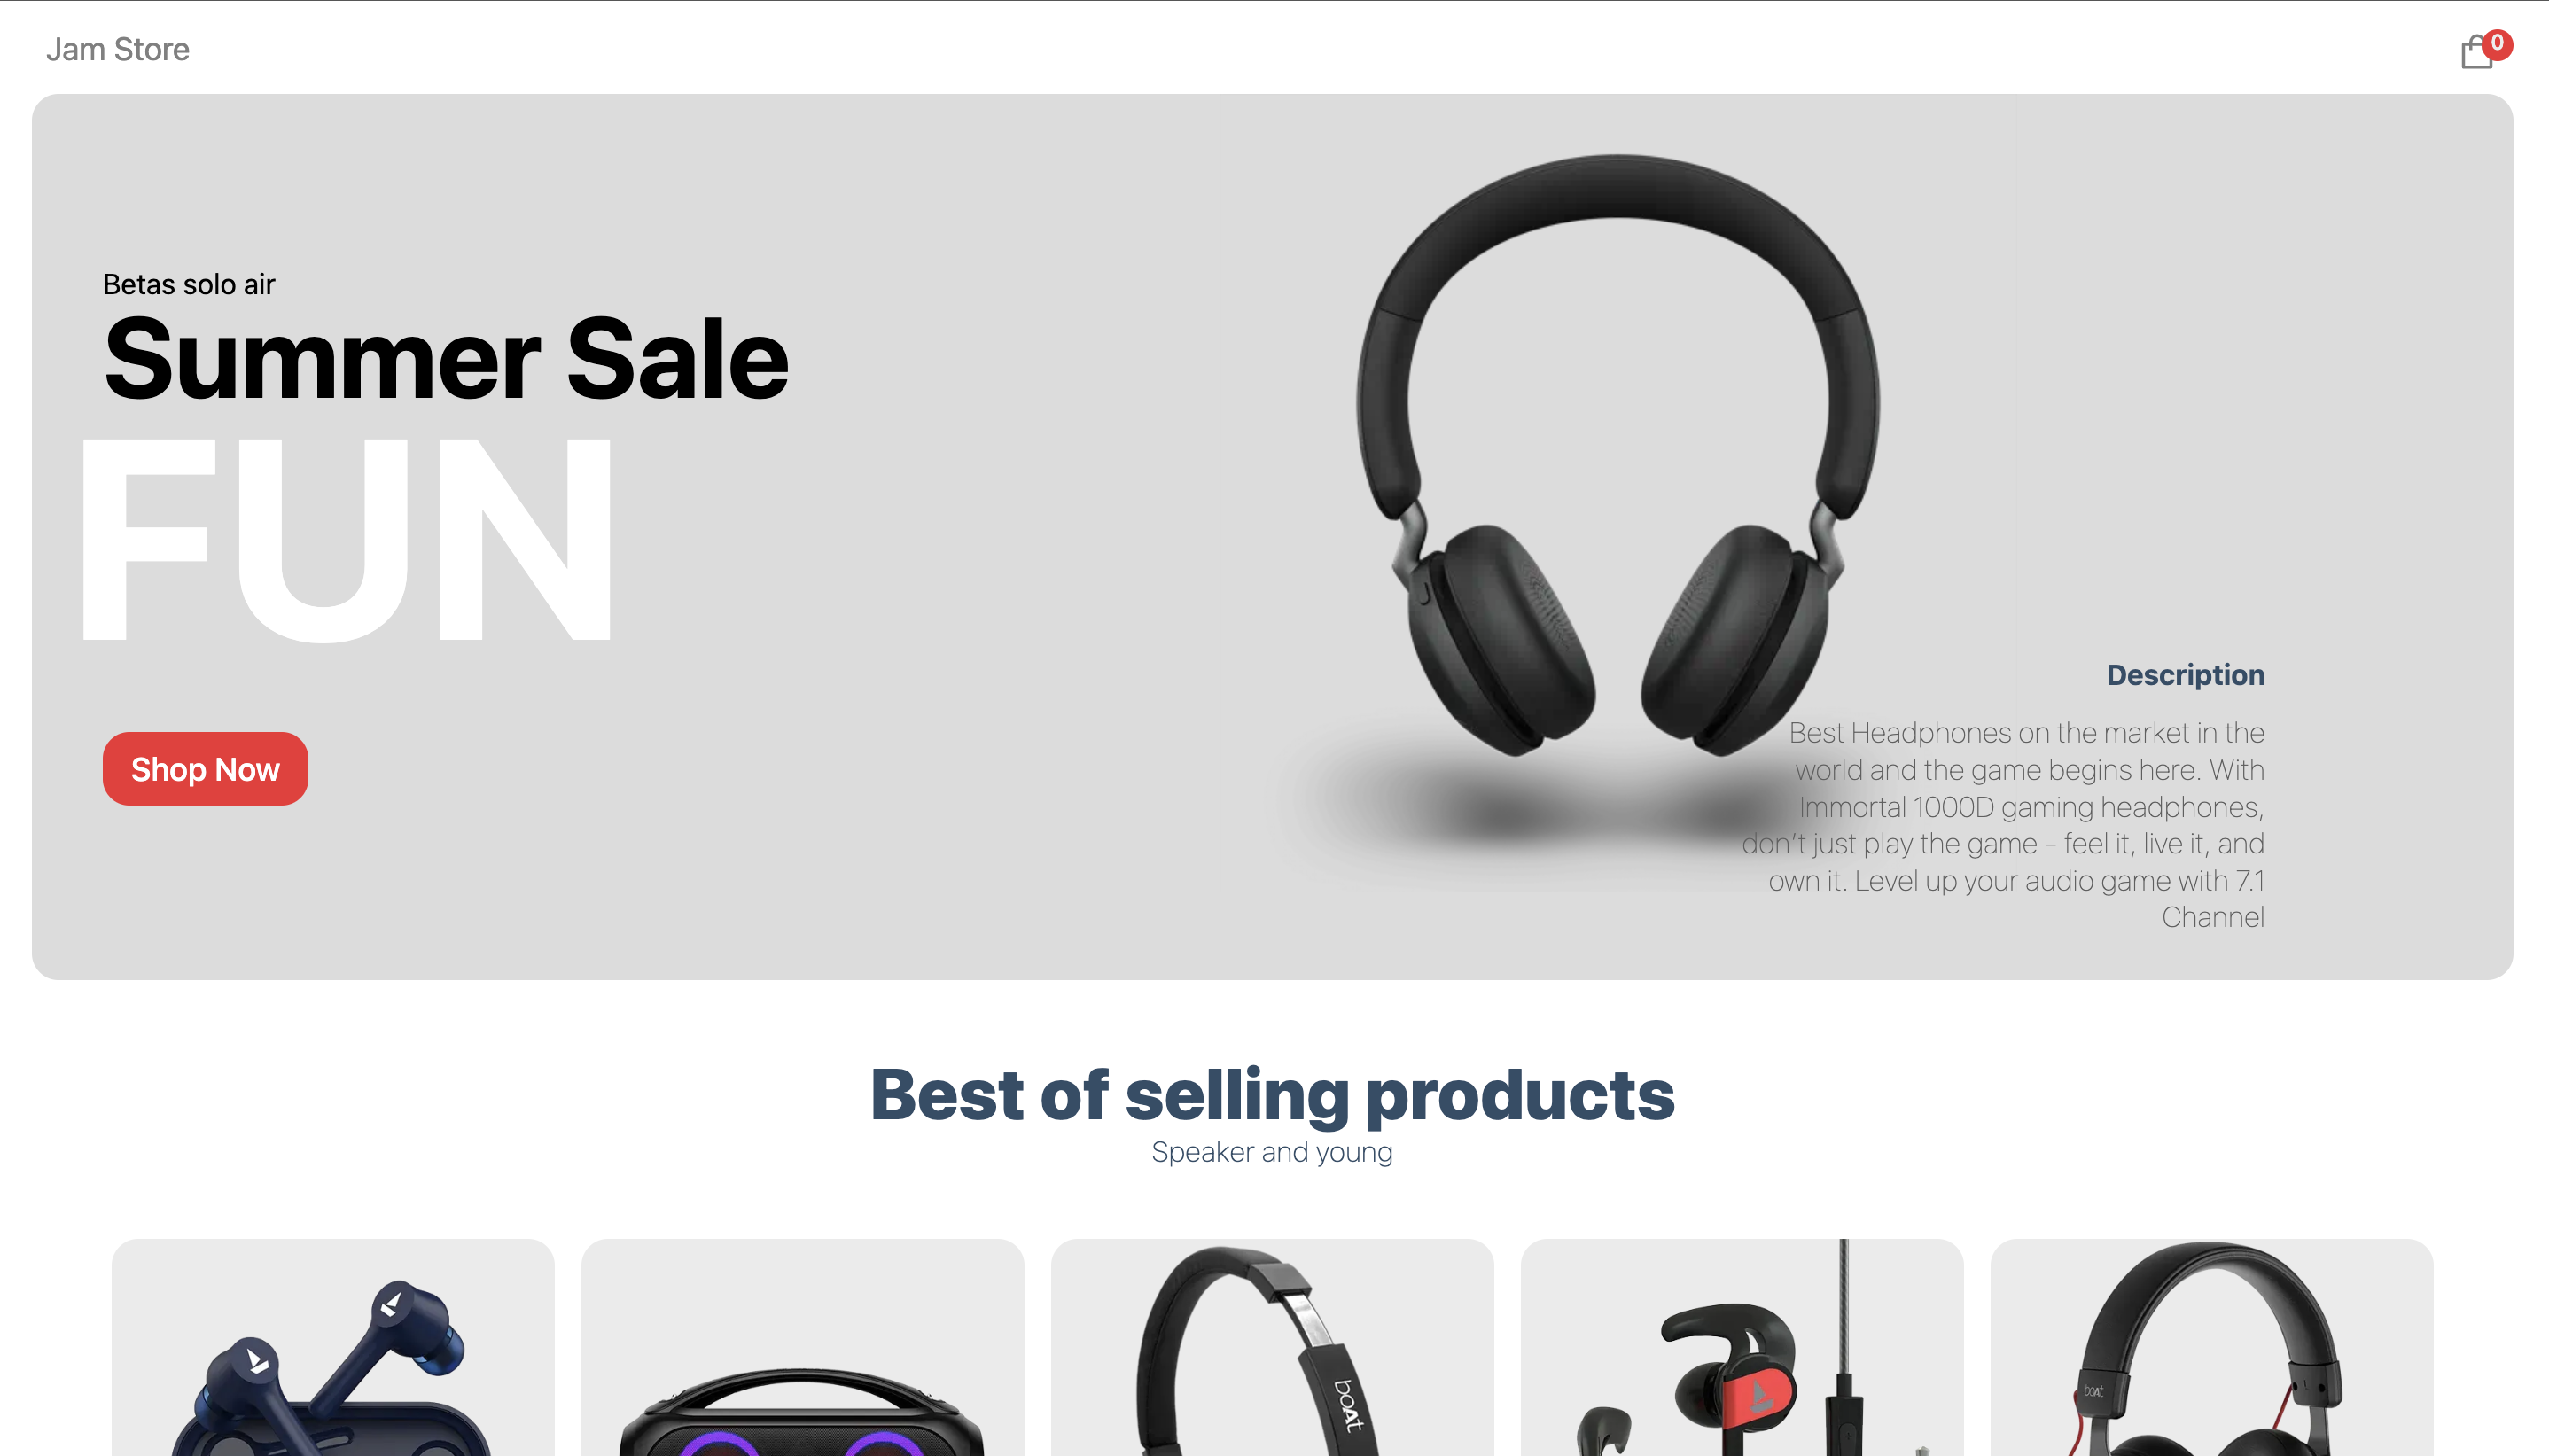 Jam Store
0
Betas solo air
Summer Sale
FUN
Shop Now
Description
Best Headphones on the market in the
world and the game begins here. With
Immortal 1000D gaming headphones,
don't just play the game - feel it, live it, and
own it. Level up your audio game with 7.1
Channel
Best of selling products
Speaker and young
boAt
boAt